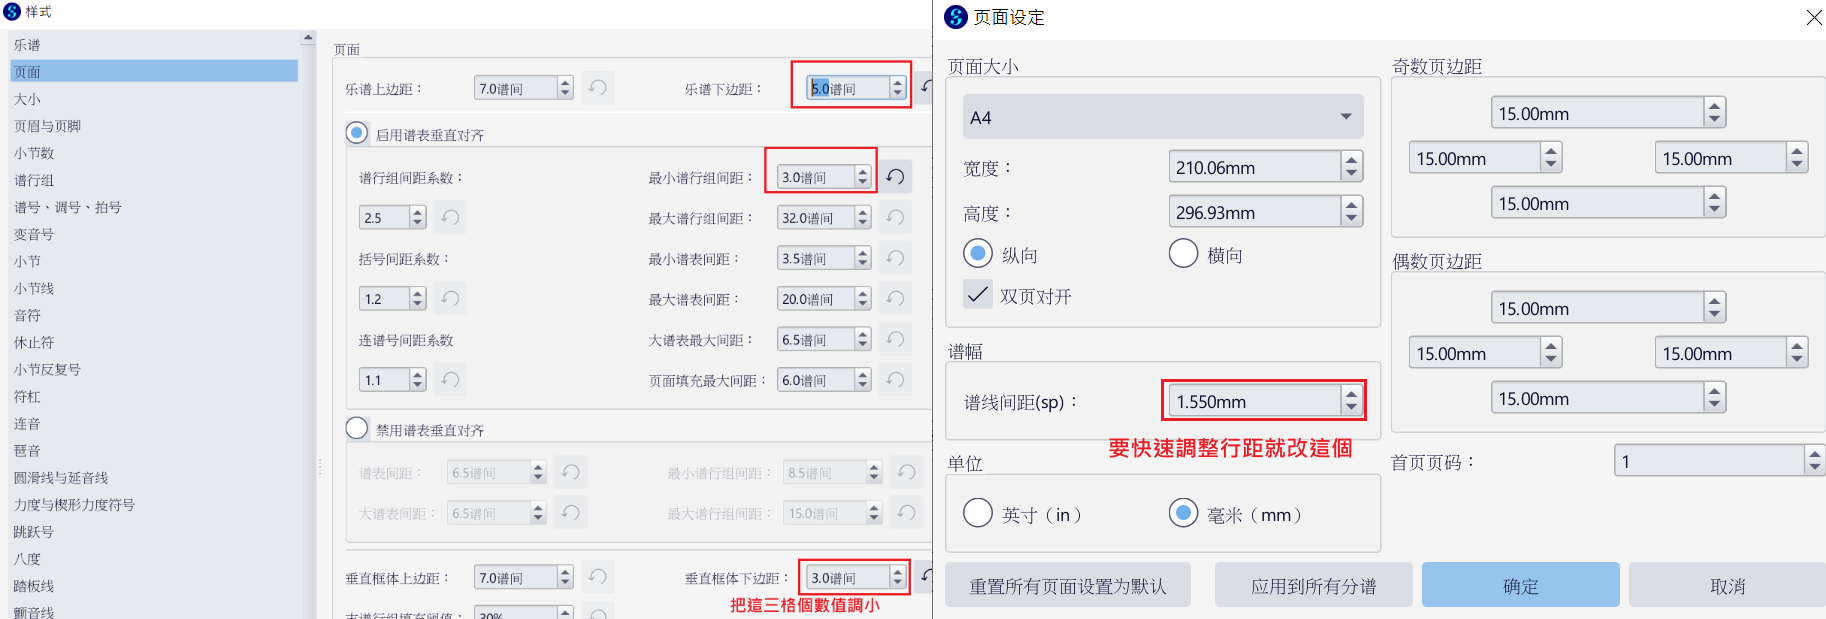 样式
乐谱
页面
大小
页眉与页脚
小节数
谱行组
谱号、调号、拍号
变音号
小节
小节线
音符
休止符
小节反复号
符杠
连音
琶音
圆滑线与延音线
力度与楔形力度符号
跳跃号
八度
踏板线
颤音线
页面
乐谱上边距： 7.0谱间 乐谱下边距： 5.0谱间
启用谱表垂直对齐
谱行组间距系数： 最小谱行组间距： 3.0谱间
2.5 最大谱行组间距： 32.0谱间
括号间距系数： 最小谱表间距： 3.5谱间
1.2 最大谱表间距： 20.0谱间
连谱号间距系数 大谱表最大间距： 6.5谱间
1.1 页面填充最大间距： 6.0谱间
禁用谱表垂直对齐
谱表间距： 6.5谱间 最小谱行组间距： 8.5谱间
大谱表间距： 6.5谱间 最大谱行组间距： 15.0谱间
垂直框体上边距： 7.0谱间 垂直框体下边距： 3.0谱间
把這三格個數值調小
末谱行组填充阈值： 30%
页面设定
页面大小
A4
宽度： 210.06mm
高度： 296.93mm
纵向 横向
双页对开
谱幅
谱线间距(sp)： 1.550mm
要快速調整行距就改這個
单位
英寸（in） 毫米（mm）
奇数页边距
15.00mm
15.00mm 15.00mm
15.00mm
偶数页边距
15.00mm
15.00mm 15.00mm
15.00mm
首页页码： 1
重置所有页面设置为默认 应用到所有分谱 确定 取消